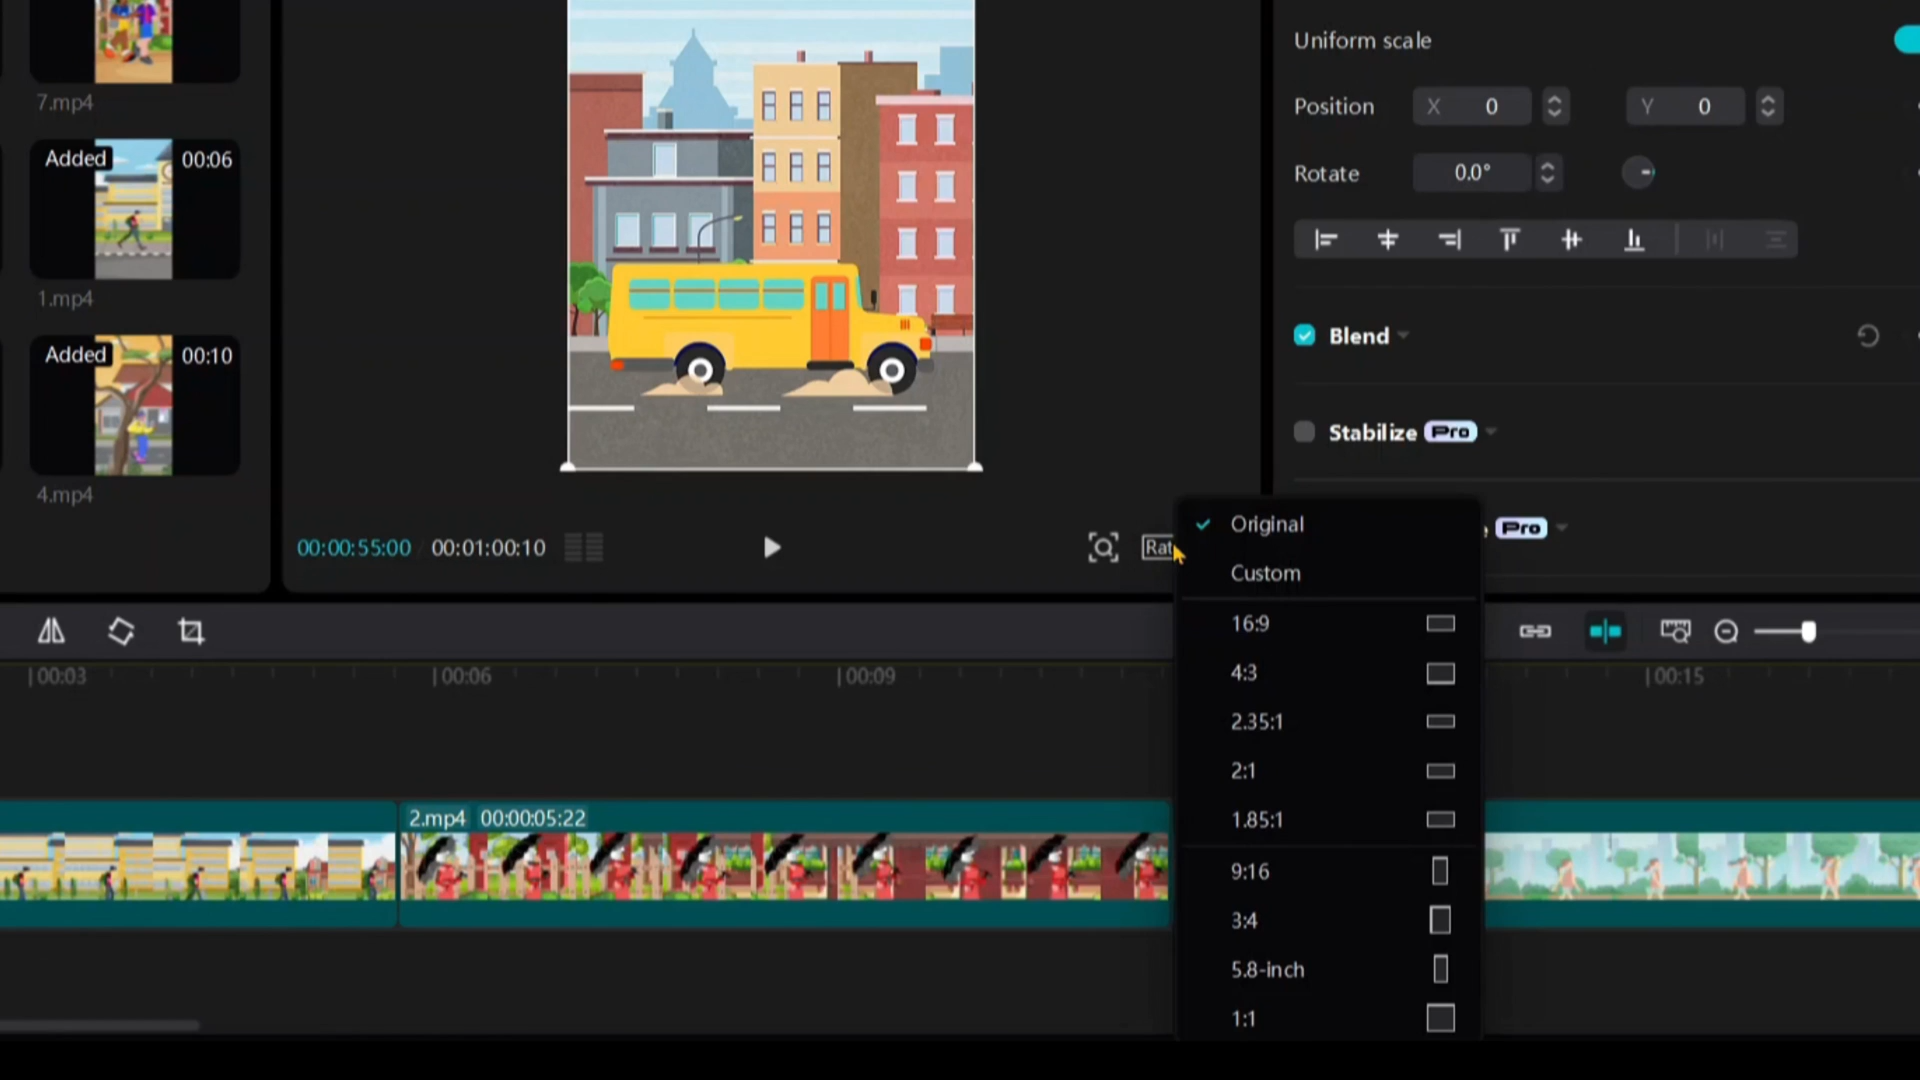 7.mp4
Added 00:06
1.mp4
Added 00:10
4.mp4
00:00:55:00 00:01:00:10
Rat
Uniform scale
Position X 0 Y 0
Rotate 0.0°
Blend
Stabilize Pro
Pro
Original
Custom
16:9
4:3
2.35:1
2:1
1.85:1
9:16
3:4
5.8-inch
1:1
00:03 00:06 00:09 00:15
2.mp4 00:00:05:22